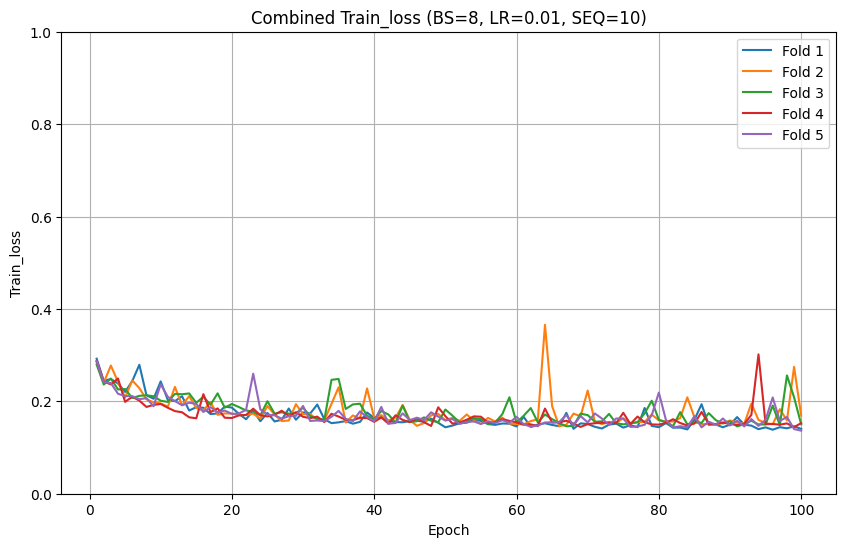 Combined Train_loss (BS=8, LR=0.01, SEQ=10)
1.0
0.8
0.6
0.4
0.2
0.0
Train_loss
Fold 1
Fold 2
Fold 3
Fold 4
Fold 5
0 20 40 60 80 100
Epoch